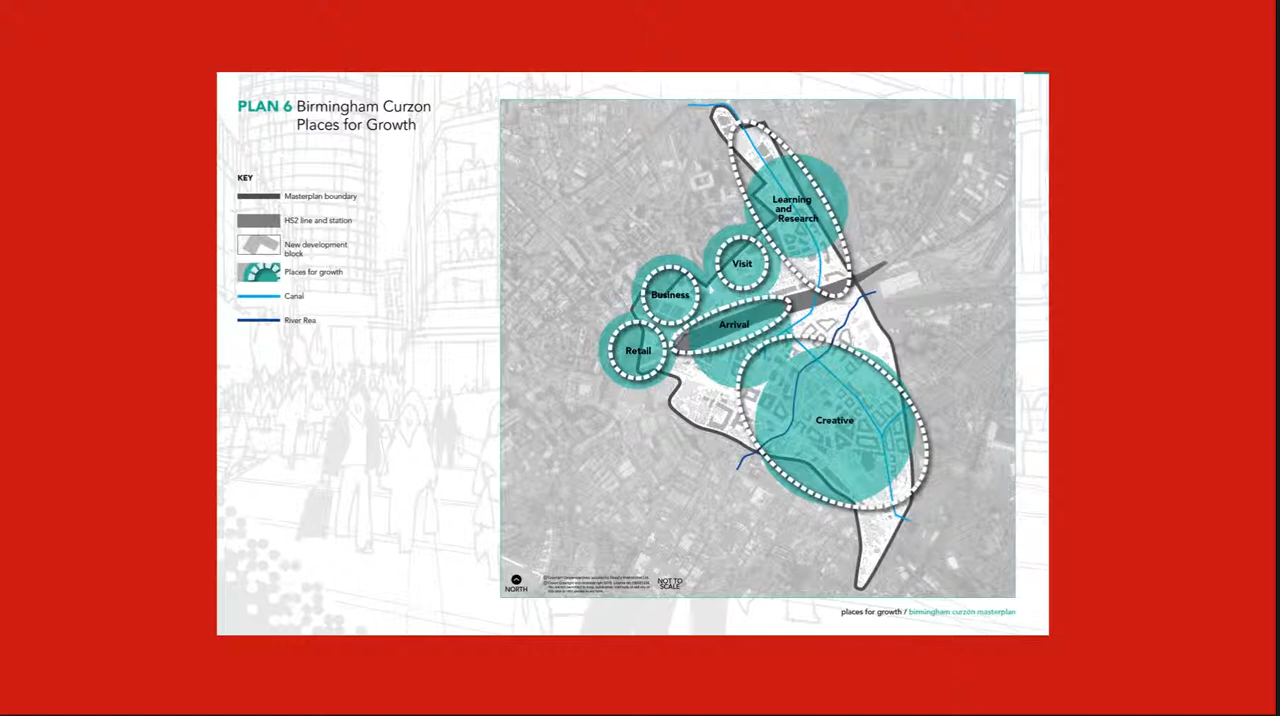 PLAN 6 Birmingham Curzon
Places for Growth
KEY
Masterplan boundary
HS2 line and station
New development
block
Places for growth
Canal
River Rea
Learning
and
Research
Visit
Business
Arrival
Retail
Creative
NORTH
NOT TO
SCALE
places for growth / birmingham curzon masterplan